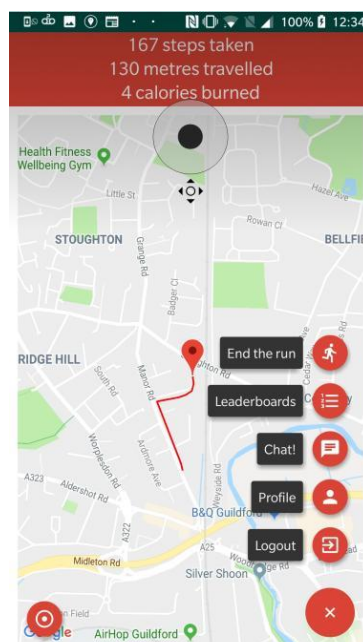 100% 12:34
167 steps taken
130 metres travelled
4 calories burned
Health Fitness
Wellbeing Gym
Little St
Hazel Ave
Rowan Cl
STOUGHTON
Grange Rd
BELLFI
Badger Cl
RIDGE HILL
End the run
South Rd
Manor Rd
ghton Rd
Leaderboards
Worplesdon Rd
Ardmore Ave
Chat!
A323
Aldershot Rd
Weyside Rd
Profile
B&Q Guildford
A322
A25
Logout
Midleton Rd
Woodbridge Rd
Silver Shoon
Google
AirHop Guildford